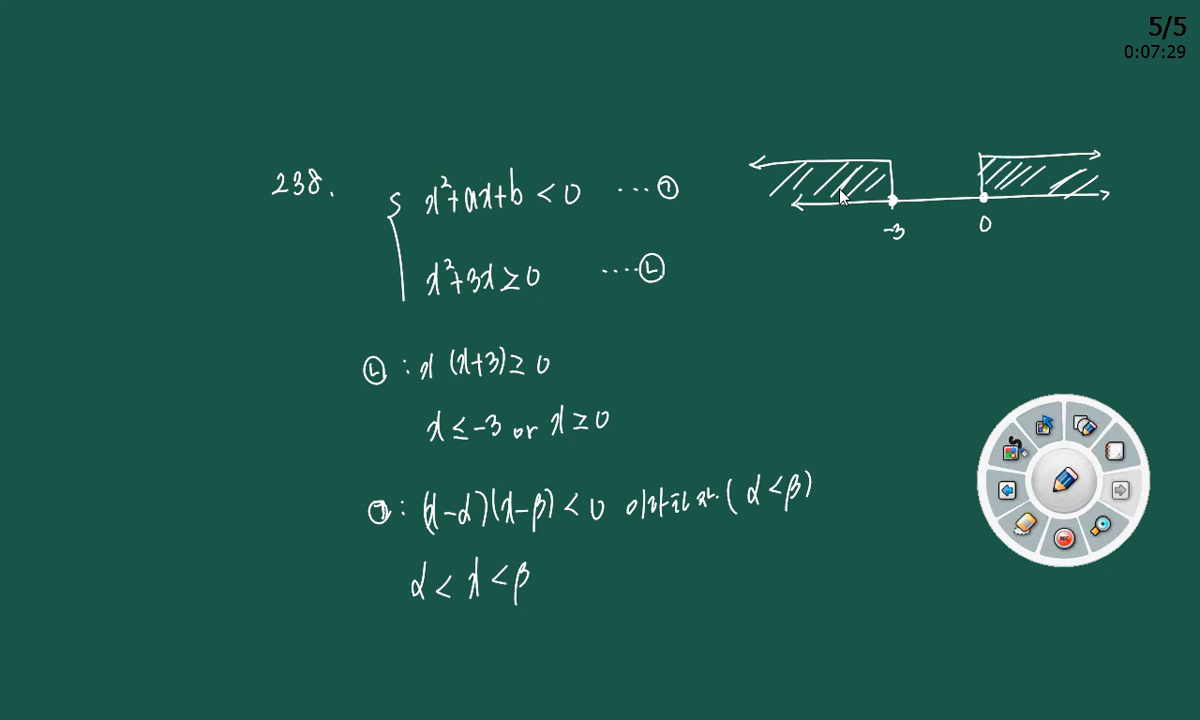 5/5
0:07:29
238.
x²+ax+b < 0 ····㉠
x²+3x ≥ 0 ····㉡
-3 0
㉡ : x (x+3) ≥ 0
x ≤ -3 or x ≥ 0
㉠ : (x-α)(x-β) < 0 이라 하자. (α < β)
α < x < β